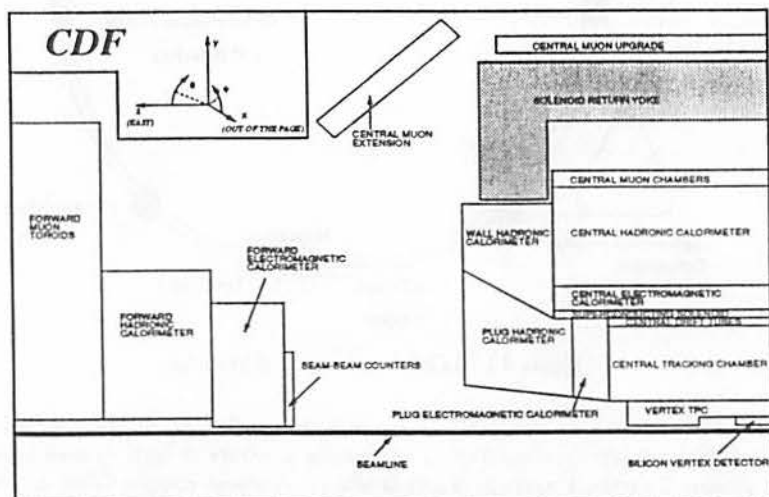 CDF
Y
θ
φ
Z
(EAST)
X
(OUT OF THE PAGE)
CENTRAL MUON
EXTENSION
CENTRAL MUON UPGRADE
SOLENOID RETURN YOKE
CENTRAL MUON CHAMBERS
FORWARD
MUON
TOROIDS
FORWARD
ELECTROMAGNETIC
CALORIMETER
WALL HADRONIC
CALORIMETER
CENTRAL HADRONIC CALORIMETER
FORWARD
HADRONIC
CALORIMETER
CENTRAL ELECTROMAGNETIC
CALORIMETER
SUPERCONDUCTING SOLENOID
CENTRAL DRIFT TUBES
PLUG HADRONIC
CALORIMETER
BEAM-BEAM COUNTERS
CENTRAL TRACKING CHAMBER
PLUG ELECTROMAGNETIC CALORIMETER
VERTEX TPC
BEAMLINE
SILICON VERTEX DETECTOR